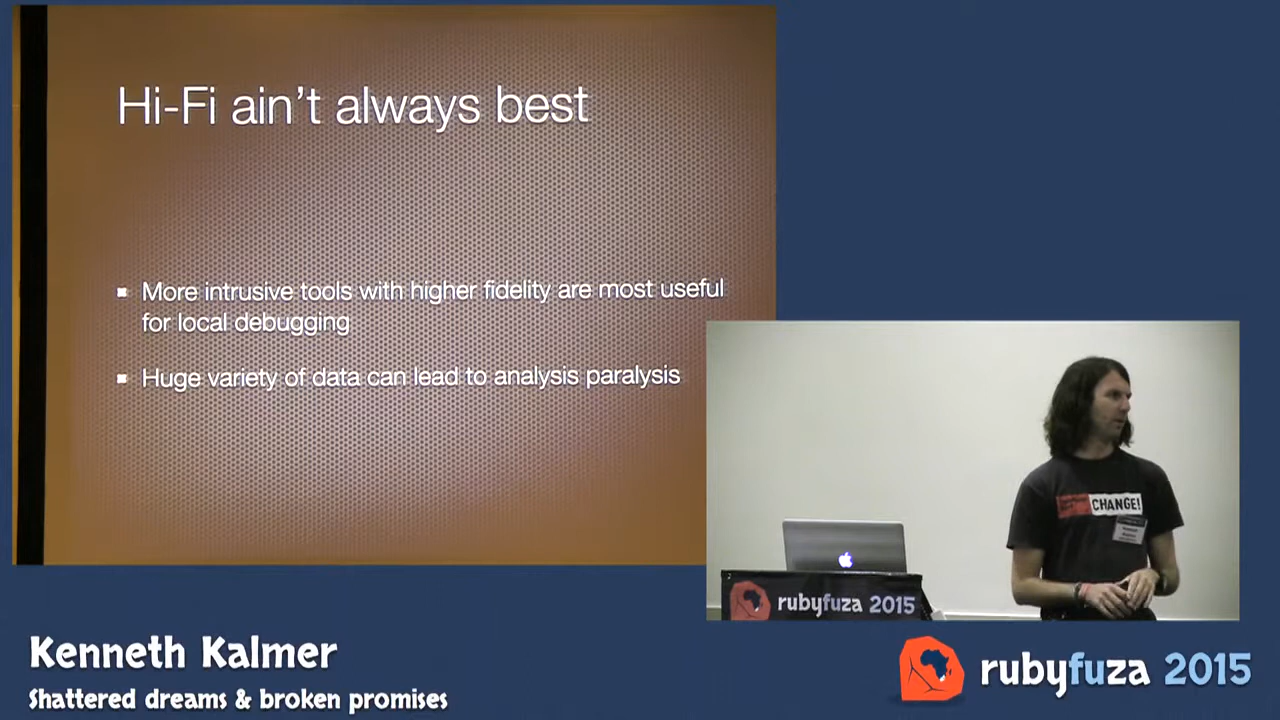 Hi-Fi ain't always best
More intrusive tools with higher fidelity are most useful
for local debugging
Huge variety of data can lead to analysis paralysis
CHANGE!
rubyfuza 2015
Kenneth Kalmer
Shattered dreams & broken promises
rubyfuza 2015